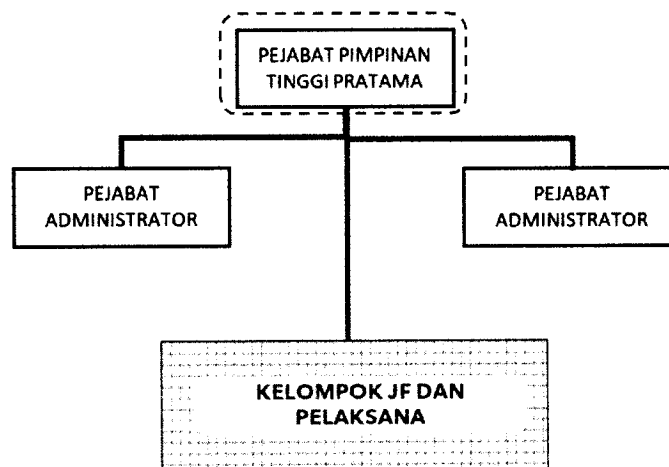 PEJABAT PIMPINAN
TINGGI PRATAMA
PEJABAT
ADMINISTRATOR
PEJABAT
ADMINISTRATOR
KELOMPOK JF DAN
PELAKSANA